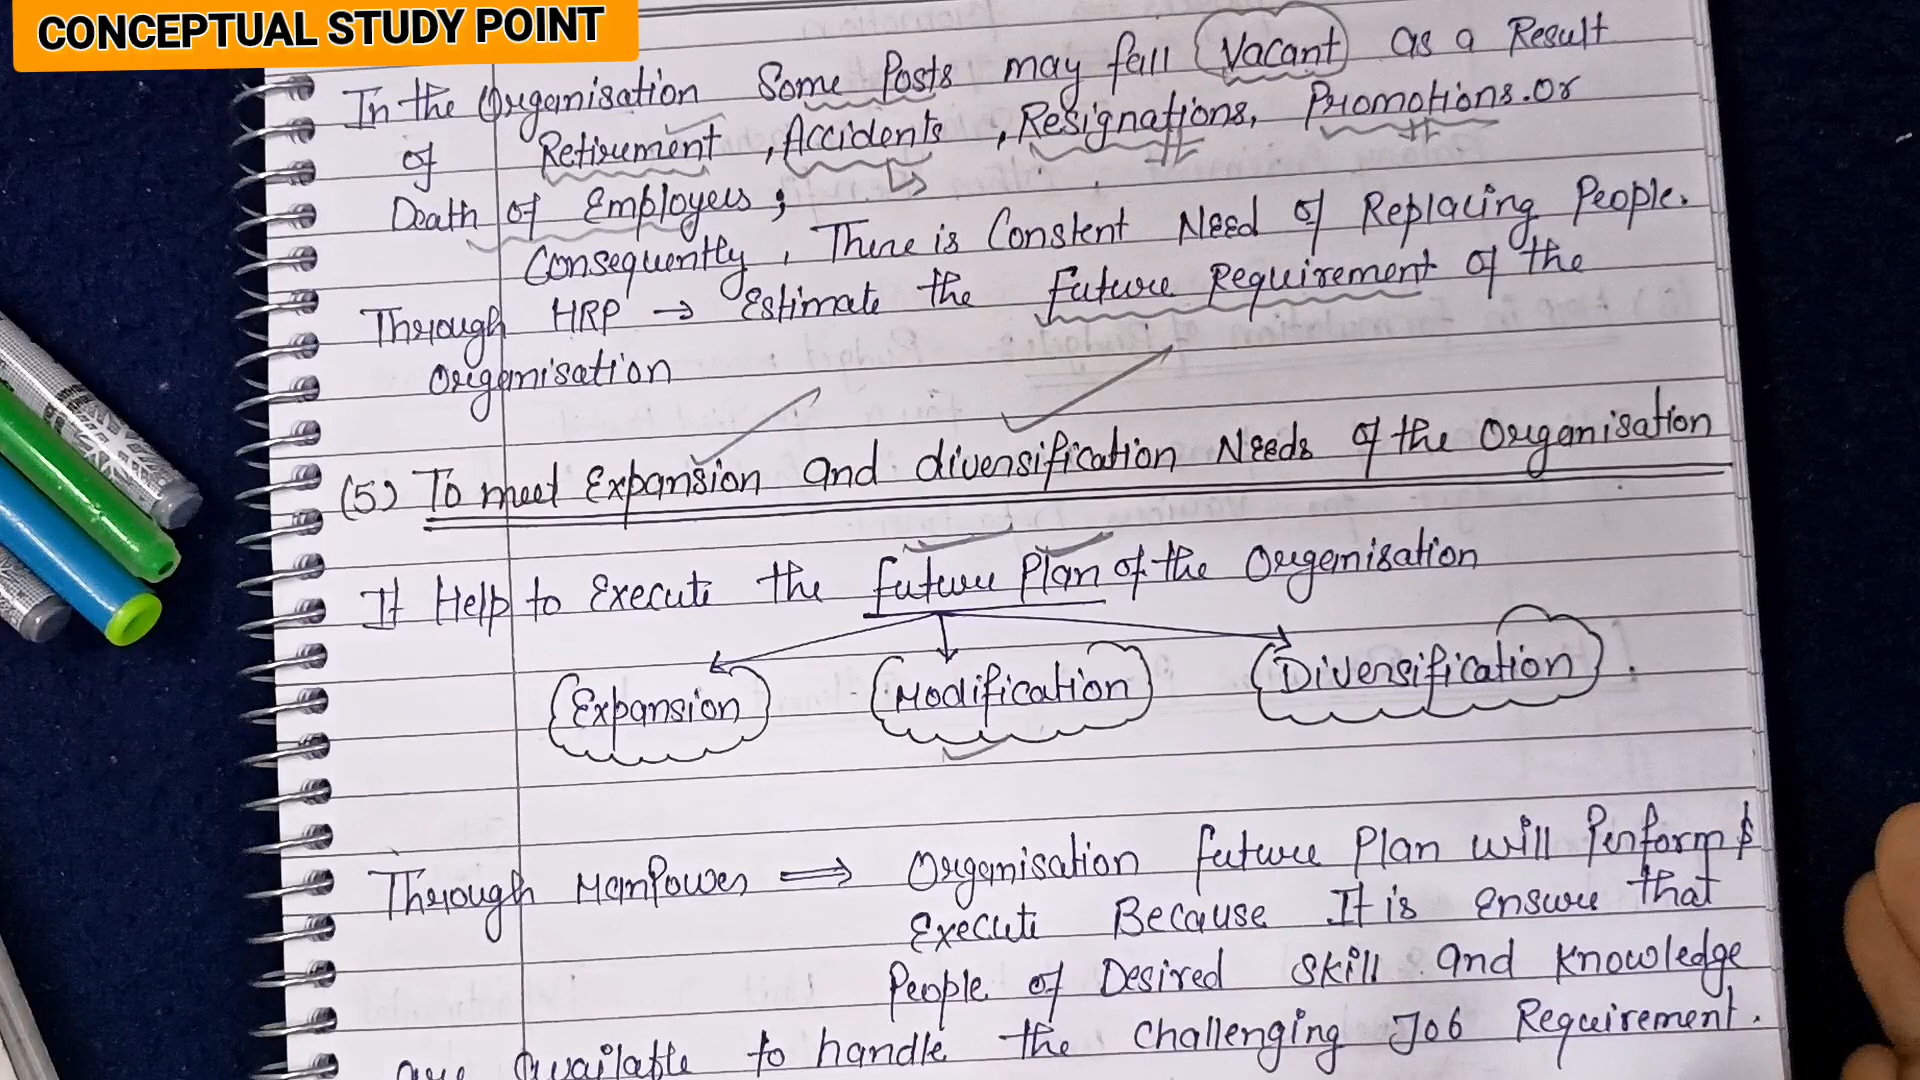 CONCEPTUAL STUDY POINT
In the Organisation Some Posts may fall Vacant as a Result
of Retirement, Accidents, Resignations, Promotions. or
Death of Employees;
Consequently, There is Constent Need of Replacing People.
Through HRP → Estimate the future Requirement of the
Organisation
(5) To meet Expansion and diversification Needs of the Organisation
It Help to Execute the future Plan of the Organisation
Expansion Modification Diversification.
Through ManPower ⟹ Organisation future Plan will Perform &
Execute Because It is ensure that
People of Desired Skill and Knowledge
are Available to handle the Challenging Job Requirement.